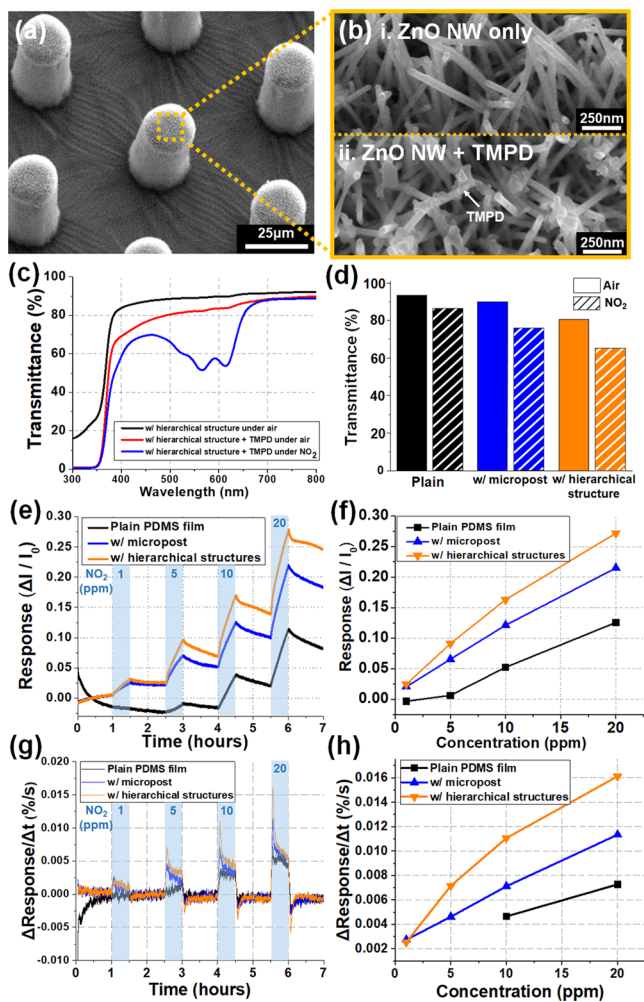 (a)
25μm
(b)
i. ZnO NW only
250nm
ii. ZnO NW + TMPD
TMPD
250nm
(c)
Transmittance (%)
100
80
60
40
20
0
w/ hierarchical structure under air
w/ hierarchical structure + TMPD under air
w/ hierarchical structure + TMPD under NO2
300 400 500 600 700 800
Wavelength (nm)
(d)
Transmittance (%)
100
80
60
40
20
0
Air
NO2
Plain w/ micropost w/ hierarchical
structure
(e)
Response (ΔI / I0)
0.30
0.25
0.20
0.15
0.10
0.05
0.00
Plain PDMS film
w/ micropost
w/ hierarchical structures
NO2
(ppm)
1 5 10 20
0 1 2 3 4 5 6 7
Time (hours)
(f)
Response (ΔI / I0)
0.30
0.25
0.20
0.15
0.10
0.05
0.00
Plain PDMS film
w/ micropost
w/ hierarchical structures
0 5 10 15 20
Concentration (ppm)
(g)
ΔResponse/Δt (%/s)
0.020
0.015
0.010
0.005
0.000
-0.005
-0.010
Plain PDMS film
w/ micropost
w/ hierarchical structures
NO2
(ppm)
1 5 10 20
0 1 2 3 4 5 6 7
Time (hours)
(h)
ΔResponse/Δt (%/s)
0.016
0.014
0.012
0.010
0.008
0.006
0.004
0.002
Plain PDMS film
w/ micropost
w/ hierarchical structures
0 5 10 15 20
Concentration (ppm)